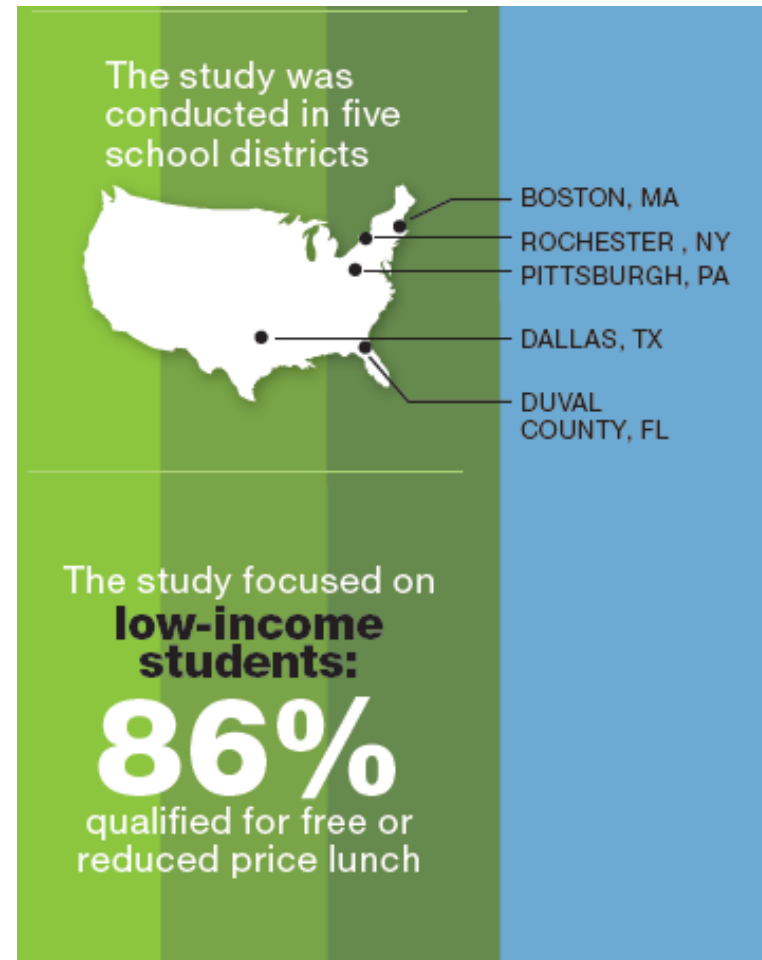 The study was
conducted in five
school districts
BOSTON, MA
ROCHESTER , NY
PITTSBURGH, PA
DALLAS, TX
DUVAL
COUNTY, FL
The study focused on
low-income
students:
86%
qualified for free or
reduced price lunch